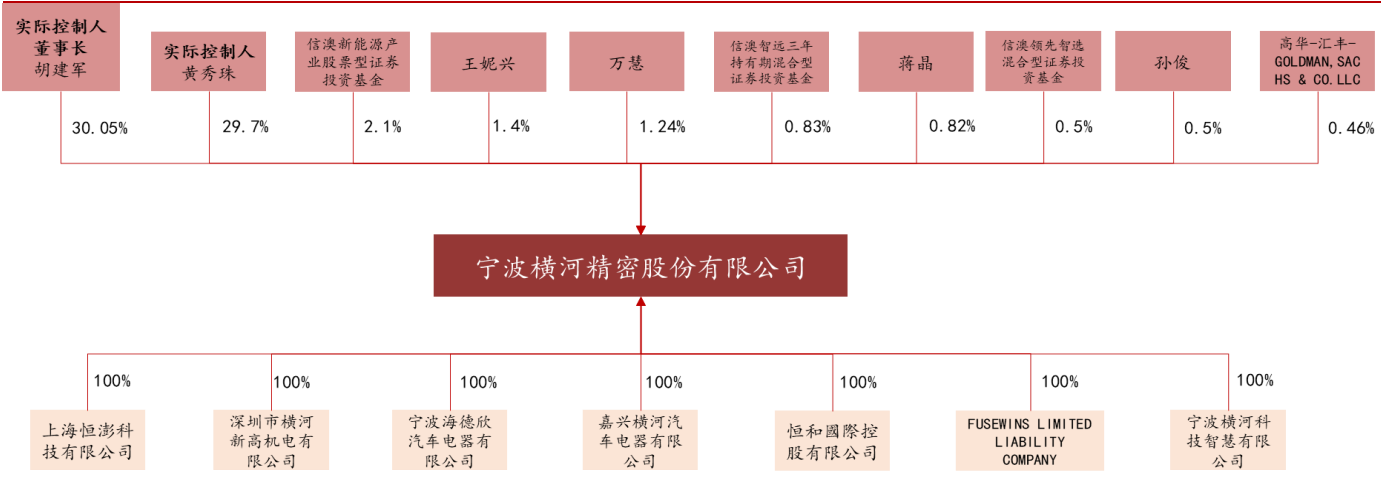 实际控制人
董事长
胡建军
实际控制人
黄秀珠
信澳新能源产
业股票型证券
投资基金
王妮兴
万慧
信澳智远三年
持有期混合型
证券投资基金
蒋晶
信澳领先智选
混合型证券投
资基金
孙俊
高华-汇丰-
GOLDMAN,SAC
HS & CO.LLC
30.05%
29.7%
2.1%
1.4%
1.24%
0.83%
0.82%
0.5%
0.5%
0.46%
宁波横河精密股份有限公司
100%
100%
100%
100%
100%
100%
100%
上海恒澎科
技有限公司
深圳市横河
新高机电有
限公司
宁波海德欣
汽车电器有
限公司
嘉兴横河汽
车电器有限
公司
恒和國際控
股有限公司
FUSEWINS LIMITED
LIABILITY
COMPANY
宁波横河科
技智慧有限
公司